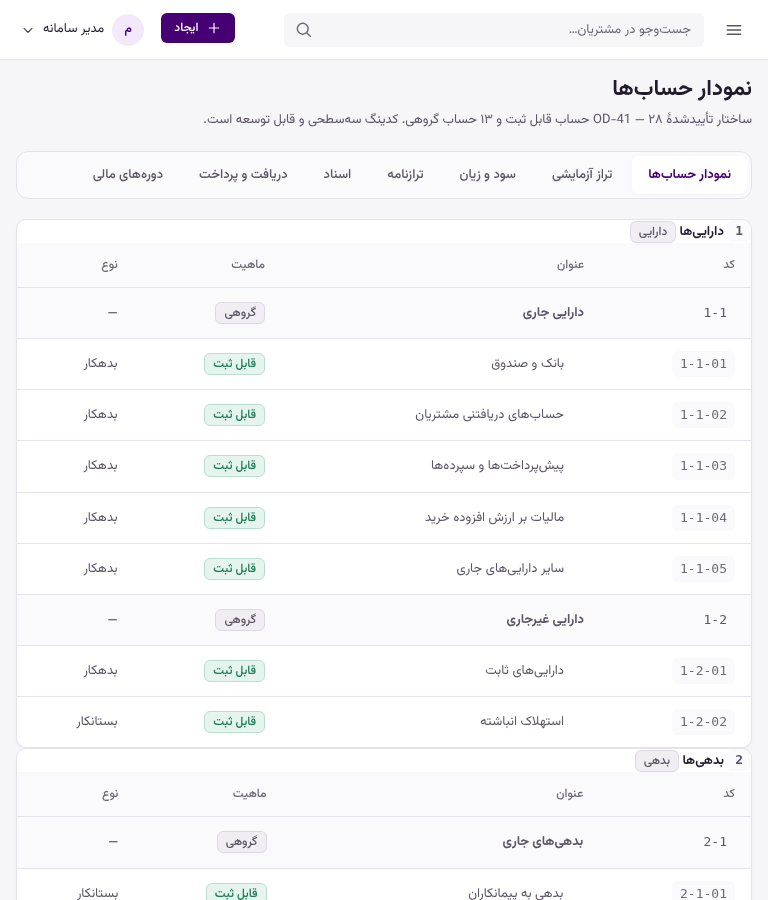 جست‌وجو در مشتریان…
ایجاد
م
مدیر سامانه
نمودار حساب‌ها
ساختار تأییدشدهٔ OD-41 — ۲۸ حساب قابل ثبت و ۱۳ حساب گروهی. کدینگ سه‌سطحی و قابل توسعه است.
نمودار حساب‌ها تراز آزمایشی سود و زیان ترازنامه اسناد دریافت و پرداخت دوره‌های مالی
1 دارایی‌ها دارایی
کد عنوان ماهیت نوع
1-1 دارایی جاری گروهی —
1-1-01 بانک و صندوق قابل ثبت بدهکار
1-1-02 حساب‌های دریافتنی مشتریان قابل ثبت بدهکار
1-1-03 پیش‌پرداخت‌ها و سپرده‌ها قابل ثبت بدهکار
1-1-04 مالیات بر ارزش افزوده خرید قابل ثبت بدهکار
1-1-05 سایر دارایی‌های جاری قابل ثبت بدهکار
1-2 دارایی غیرجاری گروهی —
1-2-01 دارایی‌های ثابت قابل ثبت بدهکار
1-2-02 استهلاک انباشته قابل ثبت بستانکار
2 بدهی‌ها بدهی
کد عنوان ماهیت نوع
2-1 بدهی‌های جاری گروهی —
2-1-01 بدهی به پیمانکاران قابل ثبت بستانکار